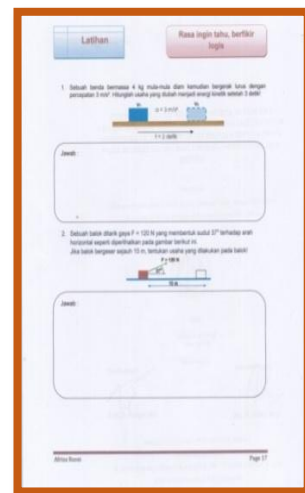 Latihan
Rasa ingin tahu, berfikir
logis
1. Sebuah benda bermassa 4 kg mula-mula diam kemudian bergerak lurus dengan
percepatan 3 m/s². Hitunglah usaha yang diubah menjadi energi kinetik setelah 3 detik!
a = 3 m/s²
Jawab :
2. Sebuah balok ditarik gaya F = 120 N yang membentuk sudut 37° terhadap arah
horizontal seperti diperlihatkan pada gambar berikut ini.
Jika balok bergeser sejauh 15 m, tentukan usaha yang dilakukan pada balok!
15 m
Jawab :
Page 17